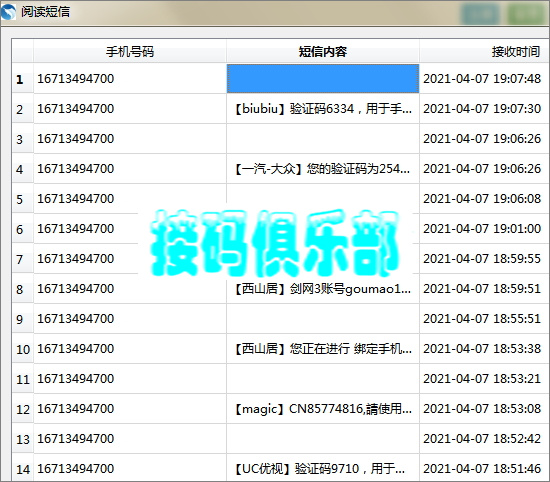 阅读短信
手机号码 短信内容 接收时间
1 16713494700 2021-04-07 19:07:48
2 16713494700 【biubiu】验证码6334，用于手... 2021-04-07 19:07:30
3 16713494700 2021-04-07 19:06:26
4 16713494700 【一汽-大众】您的验证码为254... 2021-04-07 19:06:26
5 16713494700 2021-04-07 19:06:08
6 16713494700 2021-04-07 19:01:00
接码俱乐部
7 16713494700 2021-04-07 18:59:55
8 16713494700 【西山居】剑网3账号goumao1... 2021-04-07 18:59:51
9 16713494700 2021-04-07 18:55:51
10 16713494700 【西山居】您正在进行 绑定手机... 2021-04-07 18:53:38
11 16713494700 2021-04-07 18:53:21
12 16713494700 【magic】CN85774816,請使用... 2021-04-07 18:53:08
13 16713494700 2021-04-07 18:52:42
14 16713494700 【UC优视】验证码9710，用于... 2021-04-07 18:51:46